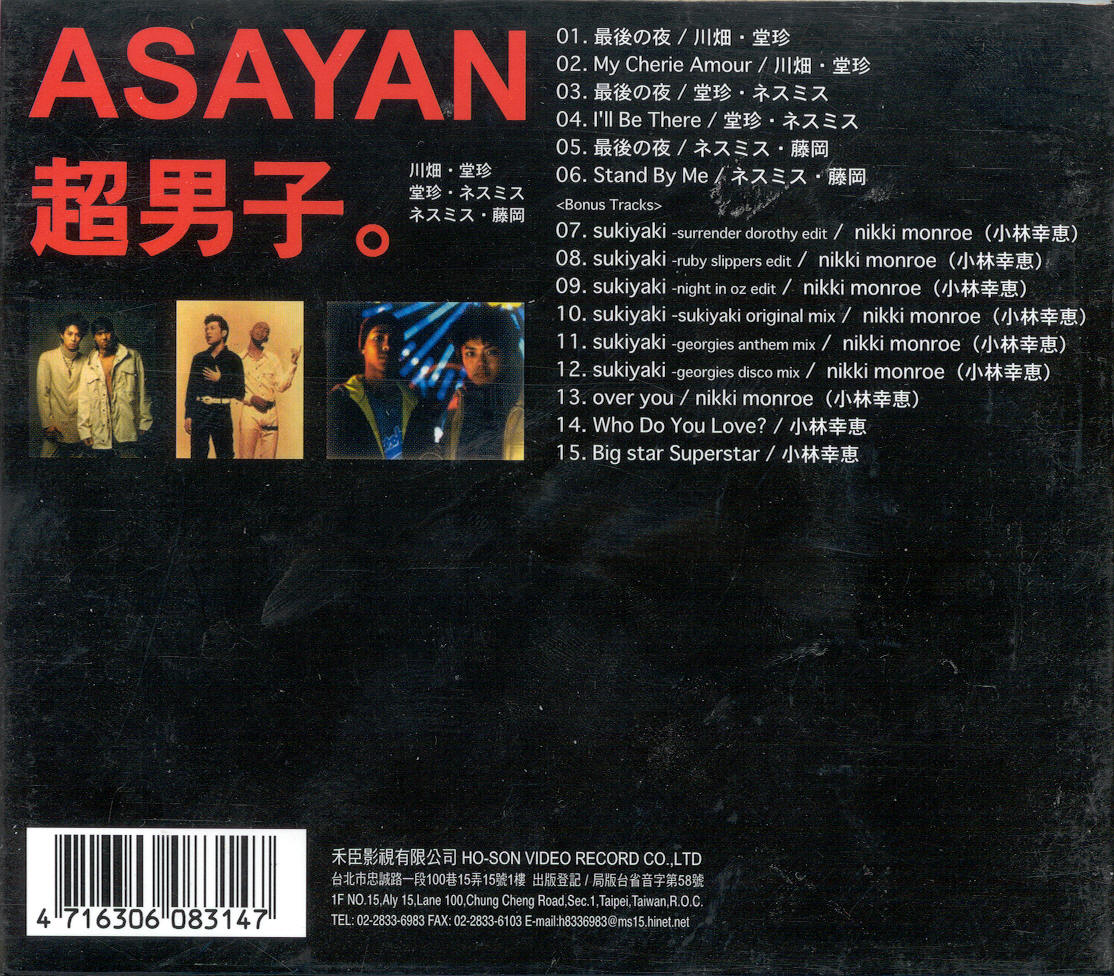 ASAYAN
超男子。
川畑・堂珍
堂珍・ネスミス
ネスミス・藤岡
01. 最後の夜 / 川畑・堂珍
02. My Cherie Amour / 川畑・堂珍
03. 最後の夜 / 堂珍・ネスミス
04. I'll Be There / 堂珍・ネスミス
05. 最後の夜 / ネスミス・藤岡
06. Stand By Me / ネスミス・藤岡
<Bonus Tracks>
07. sukiyaki -surrender dorothy edit / nikki monroe（小林幸恵）
08. sukiyaki -ruby slippers edit / nikki monroe（小林幸恵）
09. sukiyaki -night in oz edit / nikki monroe（小林幸恵）
10. sukiyaki -sukiyaki original mix / nikki monroe（小林幸恵）
11. sukiyaki -georgies anthem mix / nikki monroe（小林幸恵）
12. sukiyaki -georgies disco mix / nikki monroe（小林幸恵）
13. over you / nikki monroe（小林幸恵）
14. Who Do You Love? / 小林幸恵
15. Big star Superstar / 小林幸恵
4 716306 083147
禾臣影視有限公司 HO-SON VIDEO RECORD CO.,LTD
台北市忠誠路一段100巷15弄15號1樓 出版登記 / 局版台省音字第58號
1F NO.15,Aly 15,Lane 100,Chung Cheng Road,Sec.1,Taipei,Taiwan,R.O.C.
TEL: 02-2833-6983 FAX: 02-2833-6103 E-mail:h8336983@ms15.hinet.net